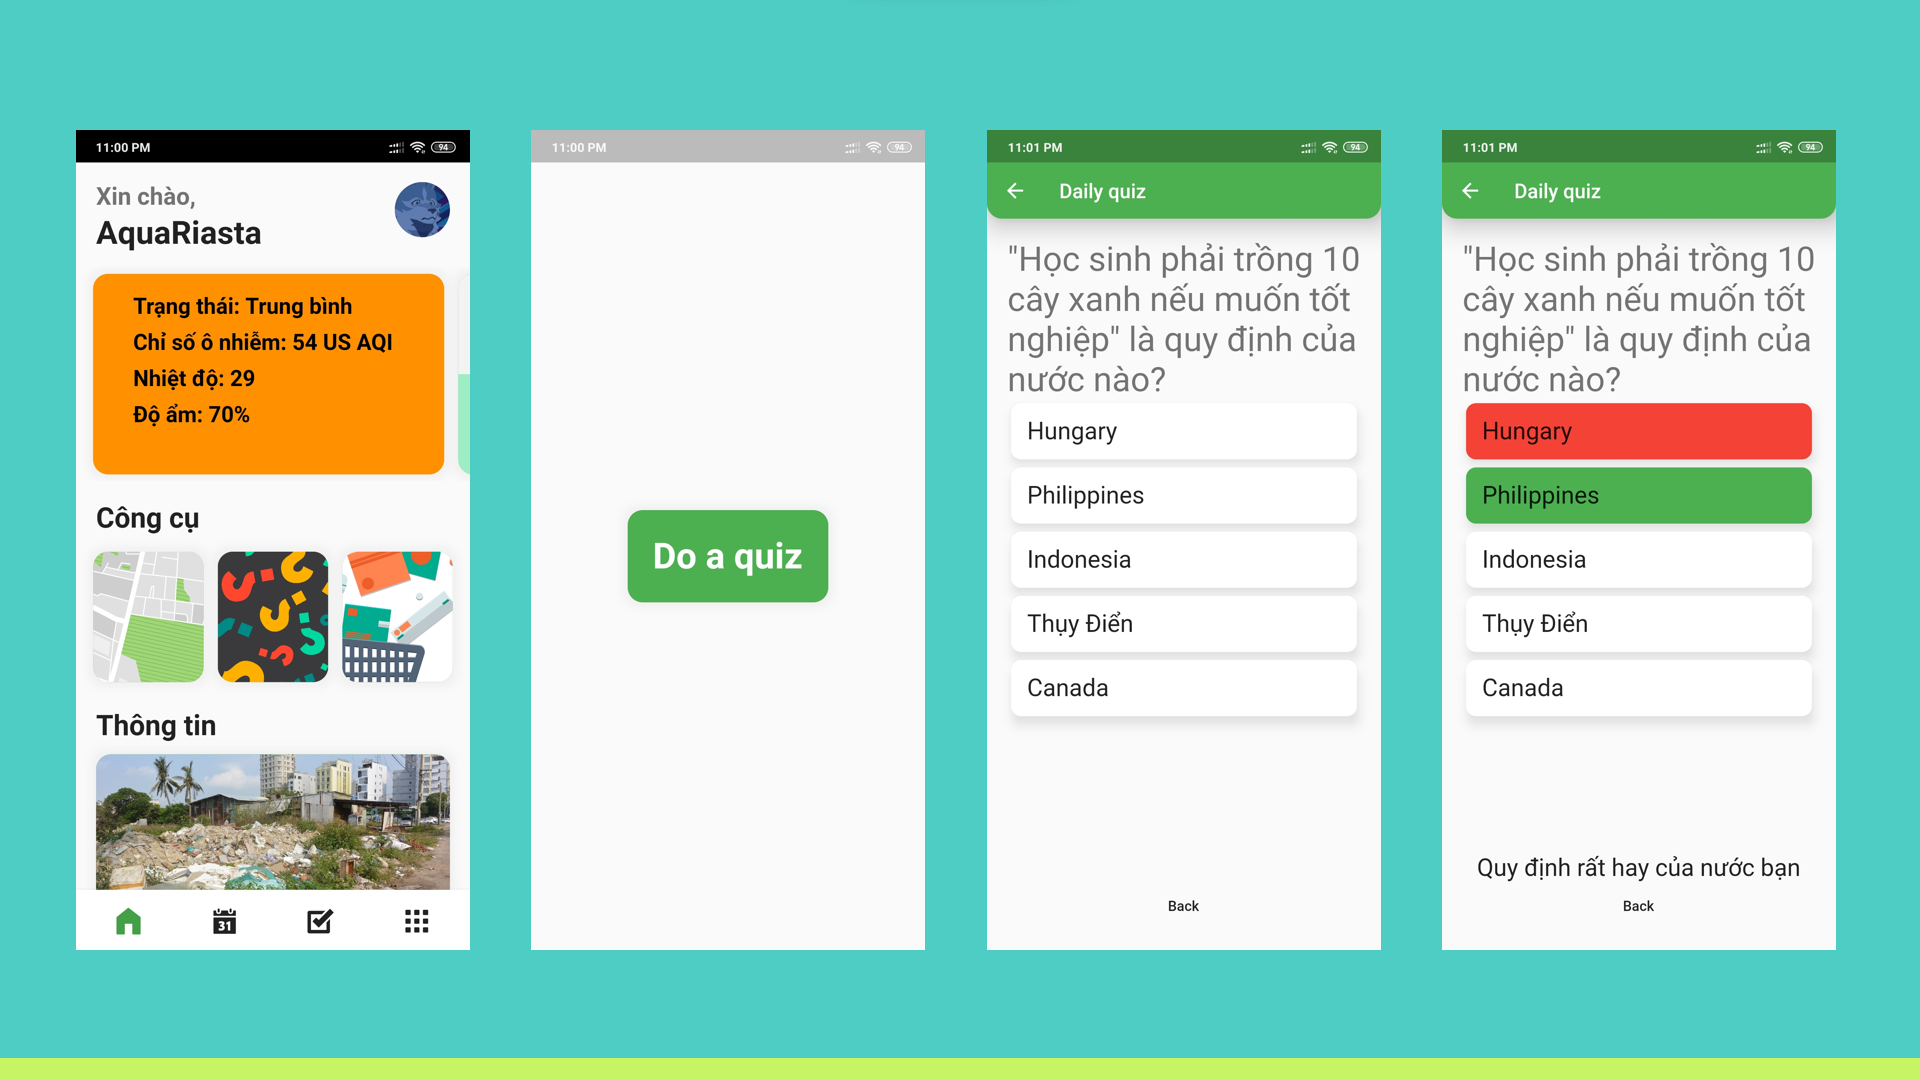 11:00 PM
94
Xin chào,
AquaRiasta
Trạng thái: Trung bình
Chỉ số ô nhiễm: 54 US AQI
Nhiệt độ: 29
Độ ẩm: 70%
Công cụ
Thông tin
31
11:00 PM
94
Do a quiz
11:01 PM
94
Daily quiz
"Học sinh phải trồng 10
cây xanh nếu muốn tốt
nghiệp" là quy định của
nước nào?
Hungary
Philippines
Indonesia
Thụy Điển
Canada
Back
11:01 PM
94
Daily quiz
"Học sinh phải trồng 10
cây xanh nếu muốn tốt
nghiệp" là quy định của
nước nào?
Hungary
Philippines
Indonesia
Thụy Điển
Canada
Quy định rất hay của nước bạn
Back